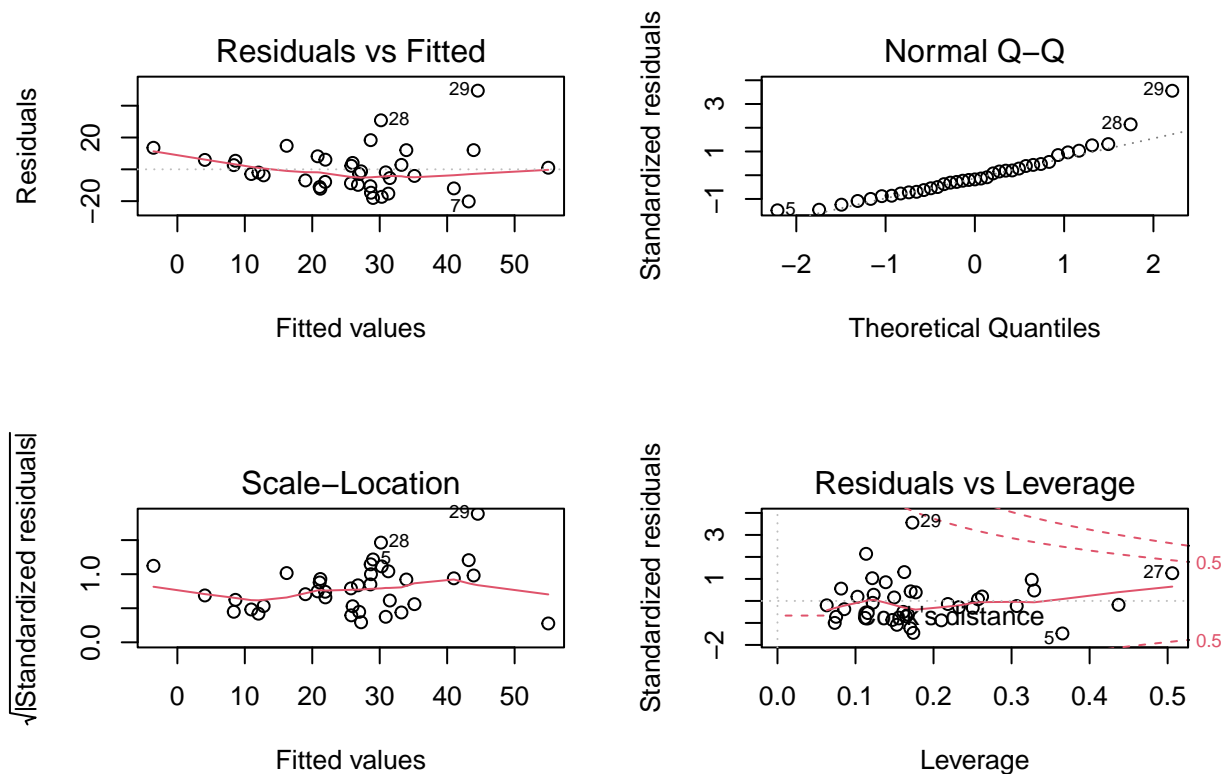 Residuals vs Fitted
Residuals
20
−20
29
28
7
0 10 20 30 40 50
Fitted values
Normal Q−Q
Standardized residuals
3
1
−1
29
28
5
−2 −1 0 1 2
Theoretical Quantiles
Scale−Location
√|Standardized residuals|
1.0
0.0
29
28
5
0 10 20 30 40 50
Fitted values
Residuals vs Leverage
Standardized residuals
3
1
−2
29
27
5
0.5
0.5
distance
0.0 0.1 0.2 0.3 0.4 0.5
Leverage